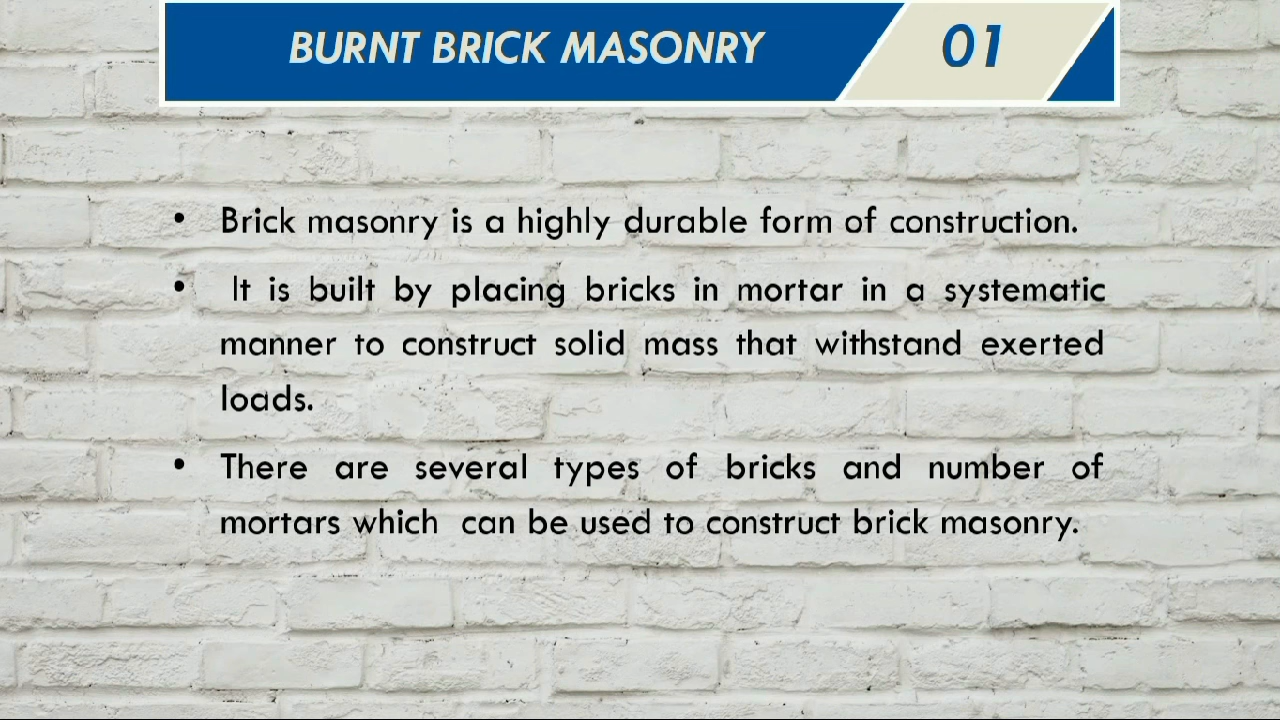 BURNT BRICK MASONRY 01
• Brick masonry is a highly durable form of construction.
• It is built by placing bricks in mortar in a systematic
manner to construct solid mass that withstand exerted
loads.
• There are several types of bricks and number of
mortars which can be used to construct brick masonry.